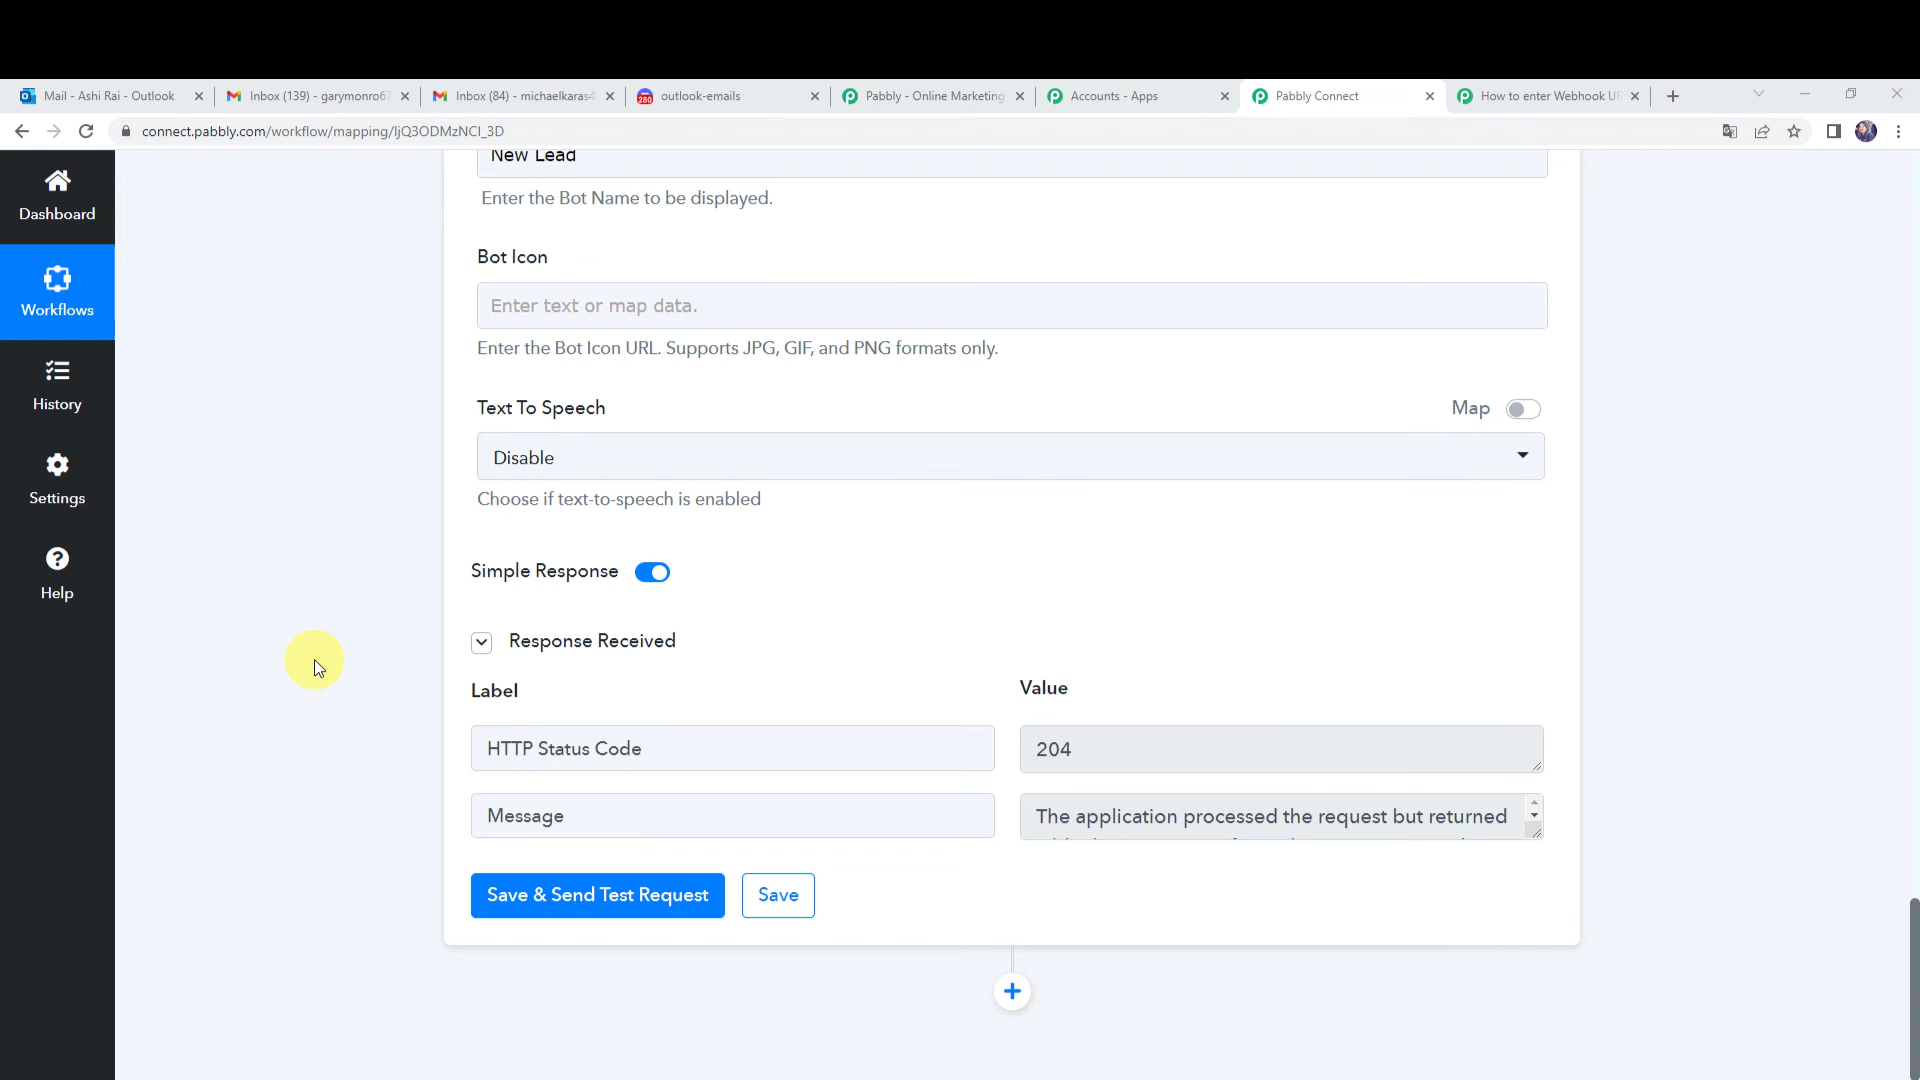 Mail - Ashi Rai - Outlook
Inbox (139) - garymonro67
Inbox (84) - michaelkaras4
280
outlook-emails
Pabbly - Online Marketing
Accounts - Apps
Pabbly Connect
How to enter Webhook UR
connect.pabbly.com/workflow/mapping/IjQ3ODMzNCI_3D
Dashboard
Workflows
History
Settings
Help
New Lead
Enter the Bot Name to be displayed.
Bot Icon
Enter text or map data.
Enter the Bot Icon URL. Supports JPG, GIF, and PNG formats only.
Text To Speech
Map
Disable
Choose if text-to-speech is enabled
Simple Response
Response Received
Label
Value
HTTP Status Code
204
Message
The application processed the request but returned
Save & Send Test Request
Save